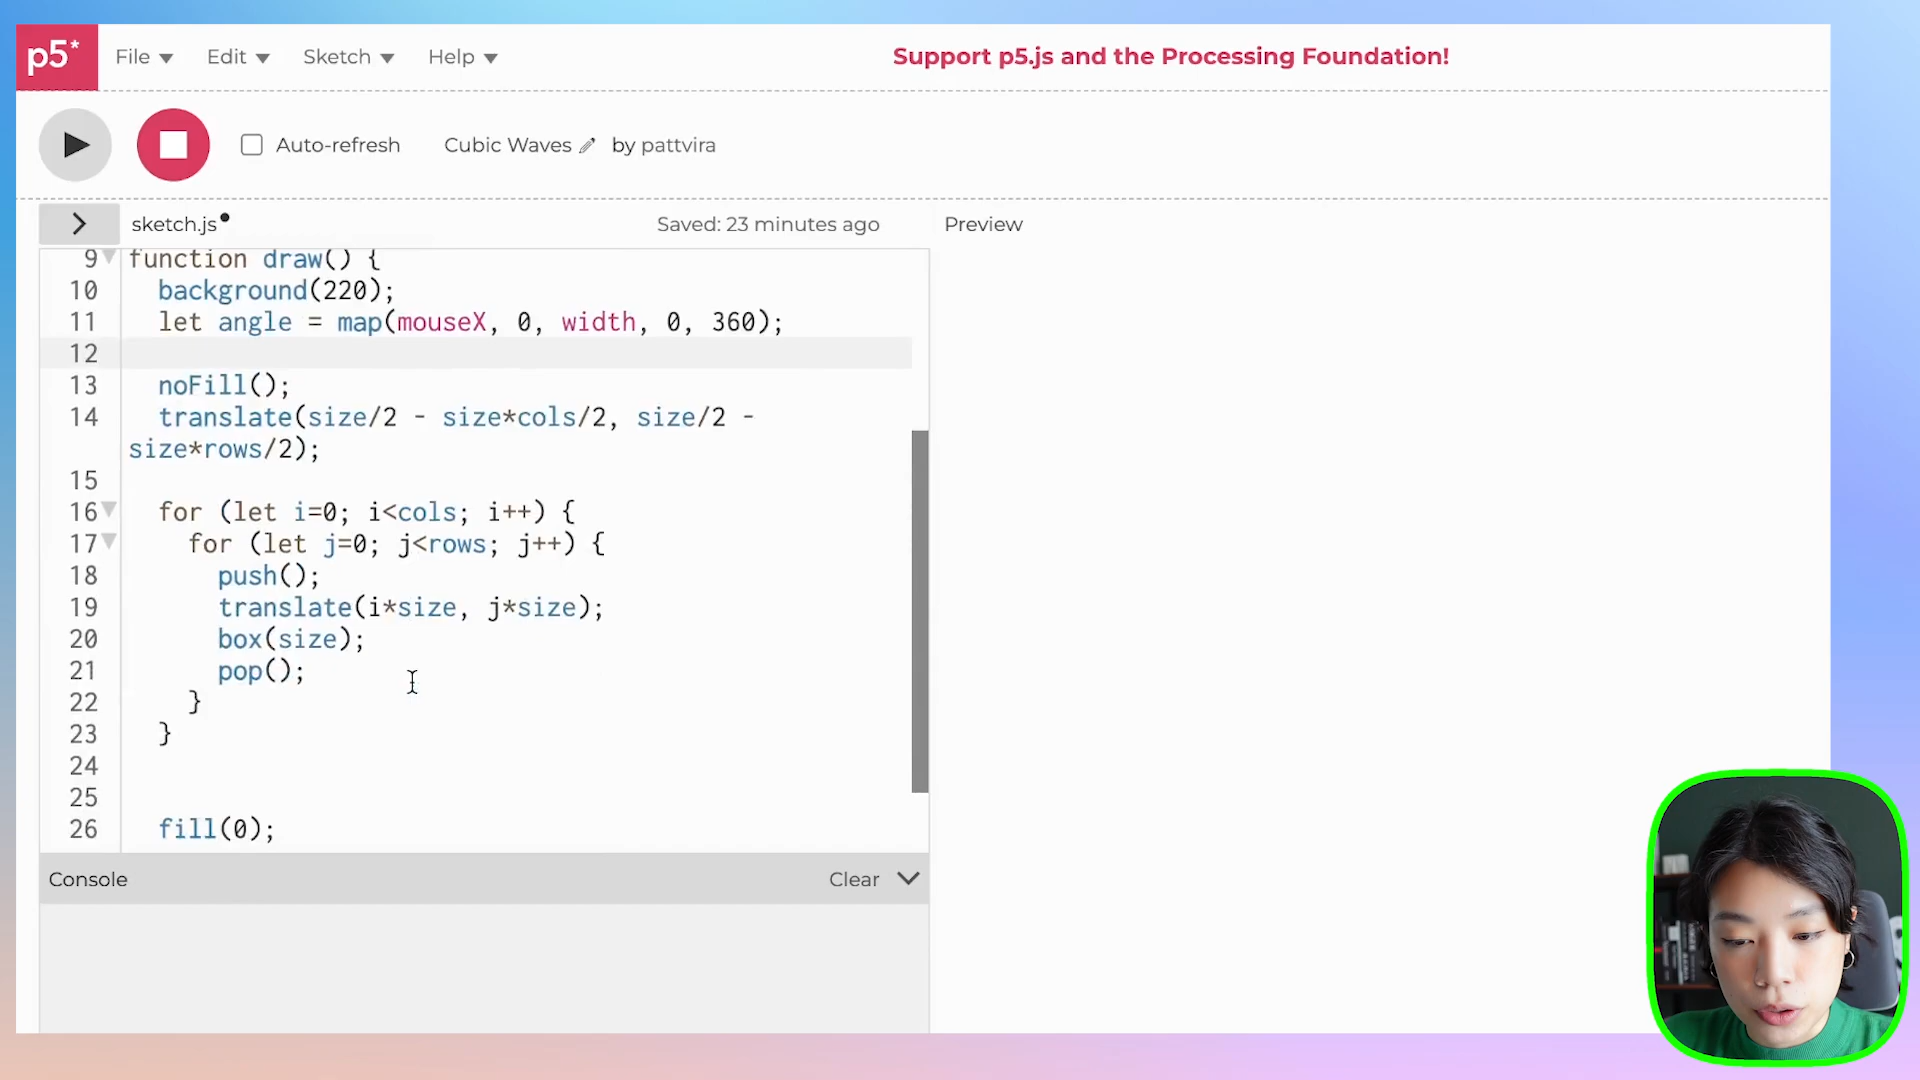 p5*
File Edit Sketch Help
Support p5.js and the Processing Foundation!
Auto-refresh Cubic Waves by pattvira
sketch.js Saved: 23 minutes ago Preview
9 function draw() {
10 background(220);
11 let angle = map(mouseX, 0, width, 0, 360);
12
13 noFill();
14 translate(size/2 - size*cols/2, size/2 -
size*rows/2);
15
16 for (let i=0; i<cols; i++) {
17 for (let j=0; j<rows; j++) {
18 push();
19 translate(i*size, j*size);
20 box(size);
21 pop();
22 }
23 }
24
25
26 fill(0);
Console Clear